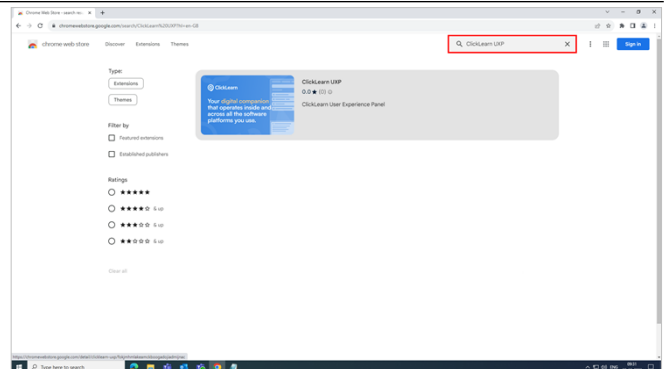 Chrome Web Store - search res
chromewebstore.google.com/search/ClickLearn%20UXP?hl=en-GB
chrome web store
Discover
Extensions
Themes
ClickLearn UXP
Sign in
Type:
Extensions
Themes
Filter by
Featured extensions
Established publishers
Ratings
& up
& up
& up
Clear all
ClickLearn
Your digital companion
that operates inside and
across all the software
platforms you use.
ClickLearn UXP
0.0 ★ (0)
ClickLearn User Experience Panel
Type here to search
ENG
09:21